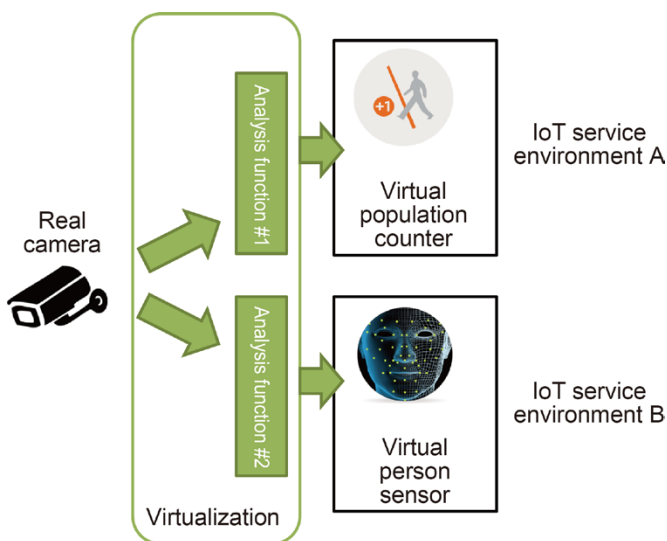 Real
camera
Analysis function #1
Analysis function #2
Virtualization
+1
Virtual
population
counter
IoT service
environment A
Virtual
person
sensor
IoT service
environment B